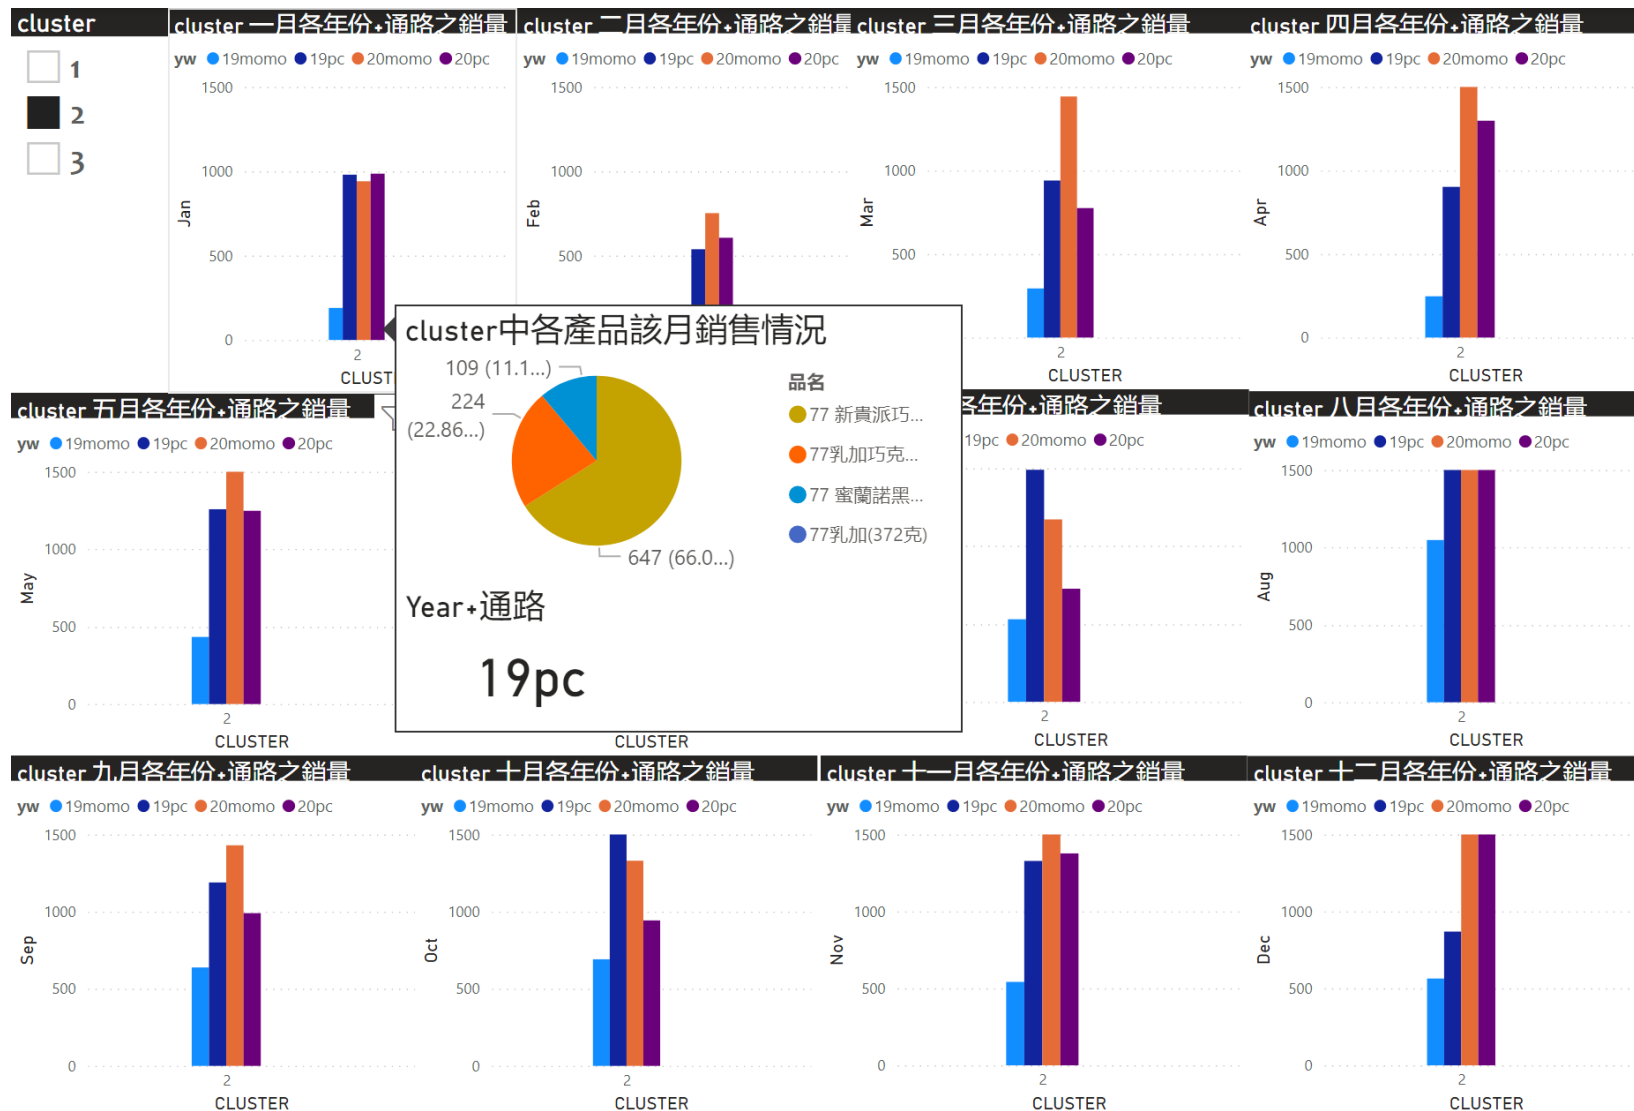 cluster
1
2
3
cluster 一月各年份+通路之銷量
yw 19momo 19pc 20momo 20pc
1500
1000
500
0
Jan
2
CLUST
cluster 二月各年份+通路之銷量
yw 19momo 19pc 20momo 20pc
1500
1000
500
Feb
cluster 三月各年份+通路之銷量
yw 19momo 19pc 20momo 20pc
1500
1000
500
Mar
2
CLUSTER
cluster 四月各年份+通路之銷量
yw 19momo 19pc 20momo 20pc
1500
1000
500
0
Apr
2
CLUSTER
cluster中各產品該月銷售情況
109 (11.1...)
224
(22.86...)
647 (66.0...)
品名
77 新貴派巧...
77乳加巧克...
77 蜜蘭諾黑...
77乳加(372克)
Year+通路
19pc
cluster 五月各年份+通路之銷量
yw 19momo 19pc 20momo 20pc
1500
1000
500
0
May
2
CLUSTER
CLUSTER
各年份+通路之銷量
19pc 20momo 20pc
2
CLUSTER
cluster 八月各年份+通路之銷量
yw 19momo 19pc 20momo 20pc
1500
1000
500
0
Aug
2
CLUSTER
cluster 九月各年份+通路之銷量
yw 19momo 19pc 20momo 20pc
1500
1000
500
0
Sep
2
CLUSTER
cluster 十月各年份+通路之銷量
yw 19momo 19pc 20momo 20pc
1500
1000
500
0
Oct
2
CLUSTER
cluster 十一月各年份+通路之銷量
yw 19momo 19pc 20momo 20pc
1500
1000
500
0
Nov
2
CLUSTER
cluster 十二月各年份+通路之銷量
yw 19momo 19pc 20momo 20pc
1500
1000
500
0
Dec
2
CLUSTER